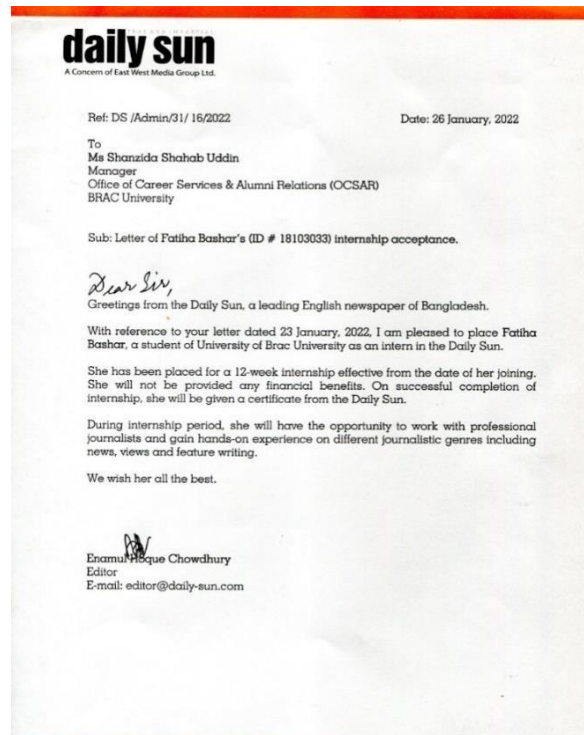 daily sun
A Concern of East West Media Group Ltd.
Ref: DS /Admin/31/ 16/2022
Date: 26 January, 2022
To
Ms Shanzida Shahab Uddin
Manager
Office of Career Services & Alumni Relations (OCSAR)
BRAC University
Sub: Letter of Fatiha Bashar's (ID # 18103033) internship acceptance.
Dear Sir,
Greetings from the Daily Sun, a leading English newspaper of Bangladesh.
With reference to your letter dated 23 January, 2022, I am pleased to place Fatiha
Bashar, a student of University of Brac University as an intern in the Daily Sun.
She has been placed for a 12-week internship effective from the date of her joining.
She will not be provided any financial benefits. On successful completion of
internship, she will be given a certificate from the Daily Sun.
During internship period, she will have the opportunity to work with professional
journalists and gain hands-on experience on different journalistic genres including
news, views and feature writing.
We wish her all the best.
Enamul Hoque Chowdhury
Editor
E-mail: editor@daily-sun.com